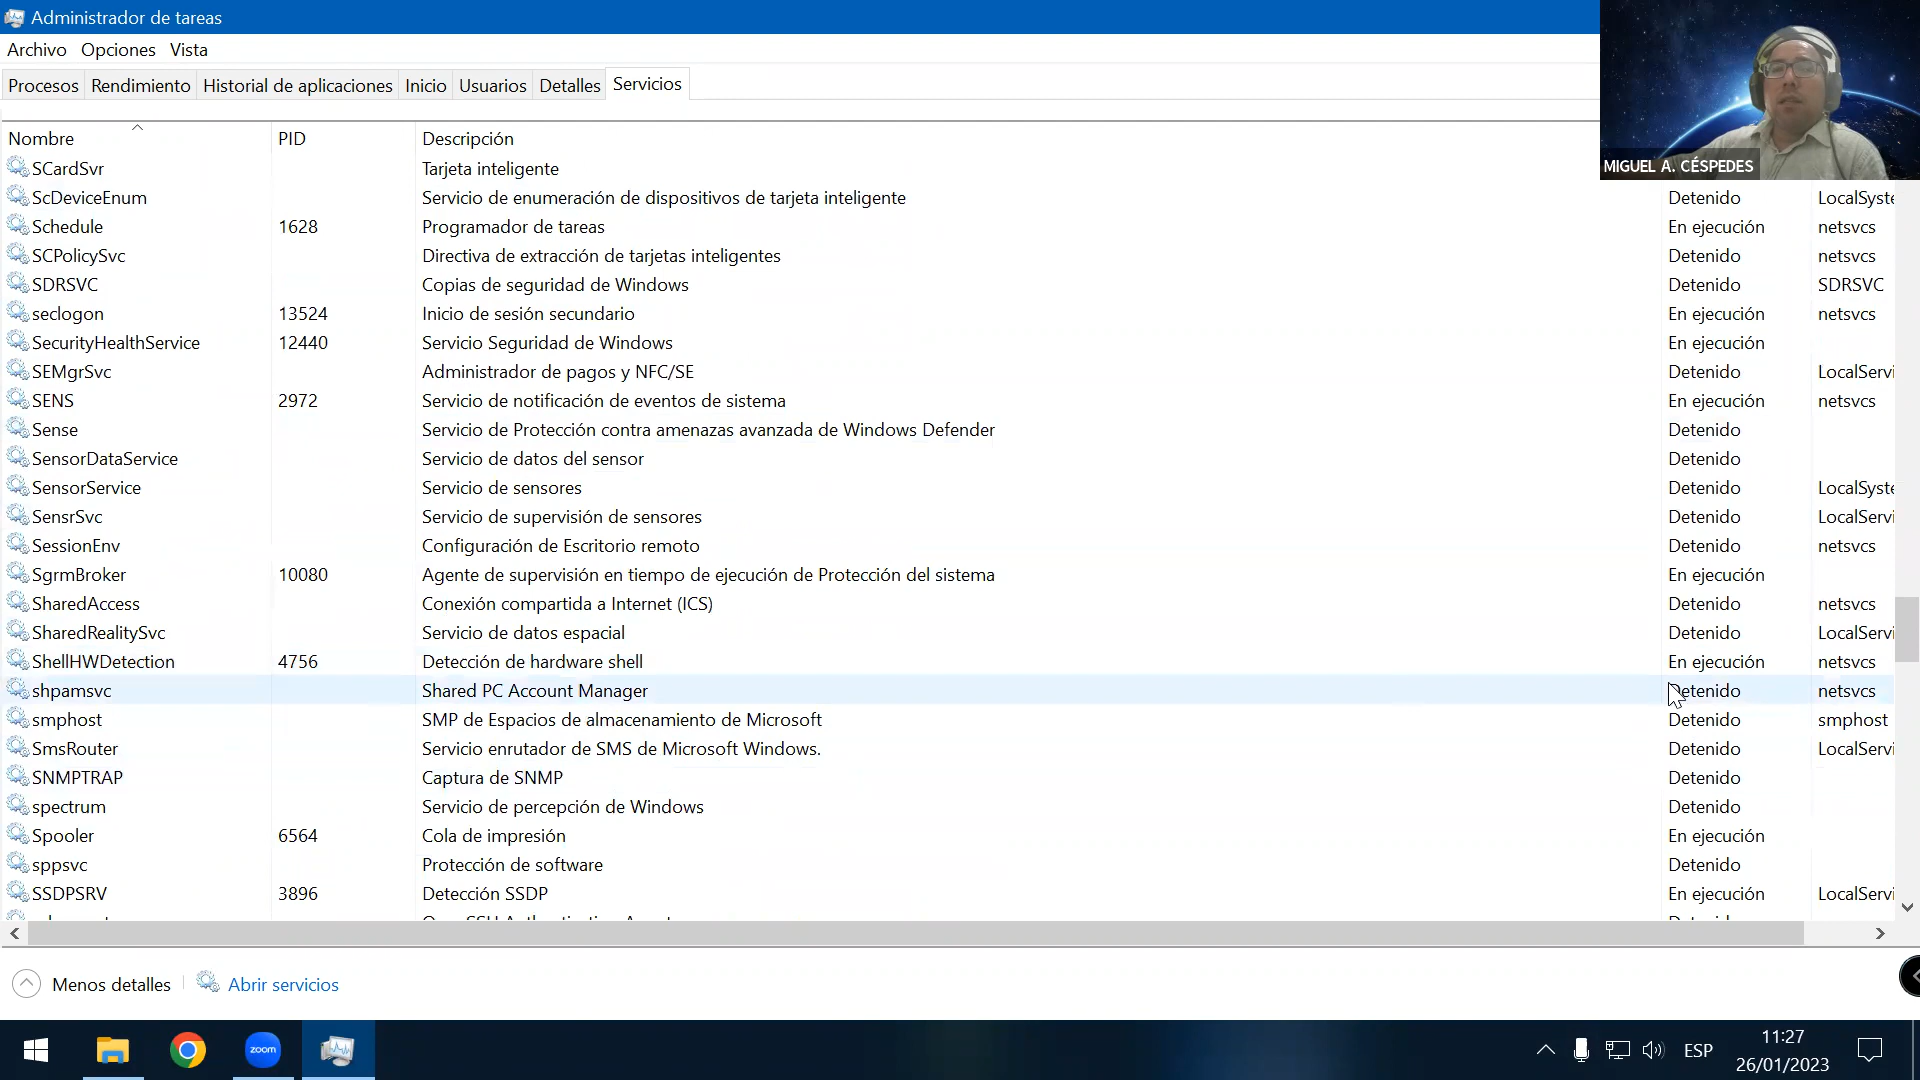 Administrador de tareas
Archivo Opciones Vista
Procesos Rendimiento Historial de aplicaciones Inicio Usuarios Detalles Servicios
MIGUEL A. CÉSPEDES
Nombre PID Descripción
SCardSvr Tarjeta inteligente
ScDeviceEnum Servicio de enumeración de dispositivos de tarjeta inteligente Detenido LocalSyste
Schedule 1628 Programador de tareas En ejecución netsvcs
SCPolicySvc Directiva de extracción de tarjetas inteligentes Detenido netsvcs
SDRSVC Copias de seguridad de Windows Detenido SDRSVC
seclogon 13524 Inicio de sesión secundario En ejecución netsvcs
SecurityHealthService 12440 Servicio Seguridad de Windows En ejecución
SEMgrSvc Administrador de pagos y NFC/SE Detenido LocalServi
SENS 2972 Servicio de notificación de eventos de sistema En ejecución netsvcs
Sense Servicio de Protección contra amenazas avanzada de Windows Defender Detenido
SensorDataService Servicio de datos del sensor Detenido
SensorService Servicio de sensores Detenido LocalSyste
SensrSvc Servicio de supervisión de sensores Detenido LocalServi
SessionEnv Configuración de Escritorio remoto Detenido netsvcs
SgrmBroker 10080 Agente de supervisión en tiempo de ejecución de Protección del sistema En ejecución
SharedAccess Conexión compartida a Internet (ICS) Detenido netsvcs
SharedRealitySvc Servicio de datos espacial Detenido LocalServi
ShellHWDetection 4756 Detección de hardware shell En ejecución netsvcs
shpamsvc Shared PC Account Manager Detenido netsvcs
smphost SMP de Espacios de almacenamiento de Microsoft Detenido smphost
SmsRouter Servicio enrutador de SMS de Microsoft Windows. Detenido LocalServi
SNMPTRAP Captura de SNMP Detenido
spectrum Servicio de percepción de Windows Detenido
Spooler 6564 Cola de impresión En ejecución
sppsvc Protección de software Detenido
SSDPSRV 3896 Detección SSDP En ejecución LocalServi
Menos detalles Abrir servicios
zoom
ESP
11:27
26/01/2023